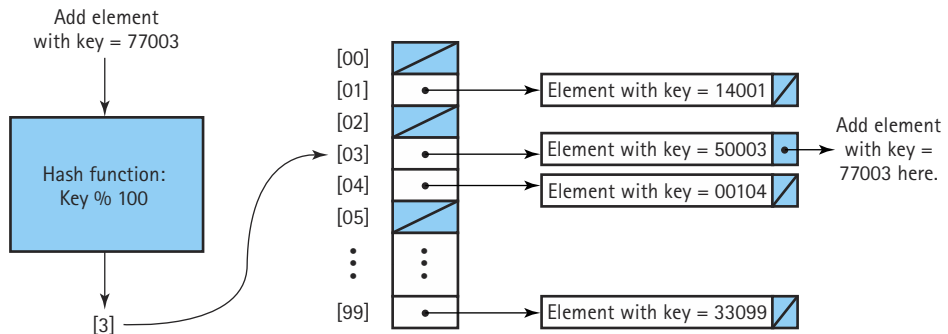 Add element
with key = 77003
Hash function:
Key % 100
[3]
[00]
[01]
[02]
[03]
[04]
[05]
[99]
Element with key = 14001
Element with key = 50003
Element with key = 00104
Element with key = 33099
Add element
with key =
77003 here.